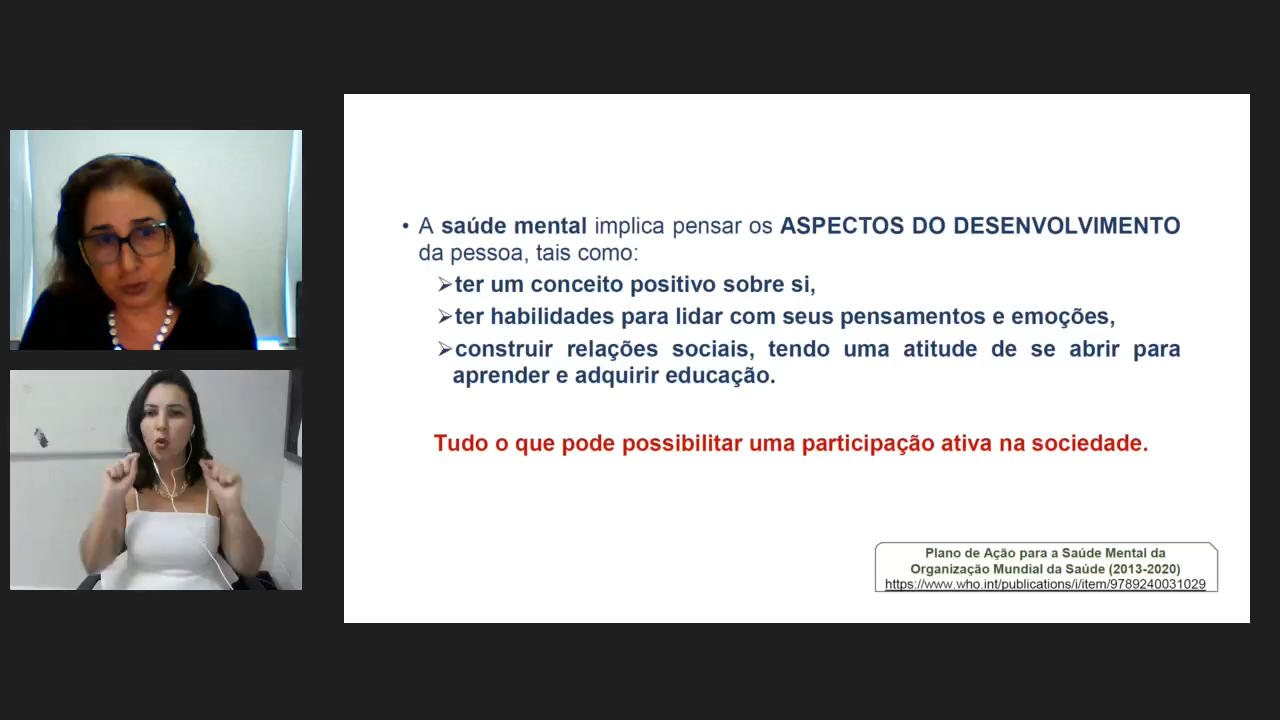 • A saúde mental implica pensar os ASPECTOS DO DESENVOLVIMENTO
da pessoa, tais como:
➢ter um conceito positivo sobre si,
➢ter habilidades para lidar com seus pensamentos e emoções,
➢construir relações sociais, tendo uma atitude de se abrir para
aprender e adquirir educação.
Tudo o que pode possibilitar uma participação ativa na sociedade.
Plano de Ação para a Saúde Mental da
Organização Mundial da Saúde (2013-2020)
https://www.who.int/publications/i/item/9789240031029